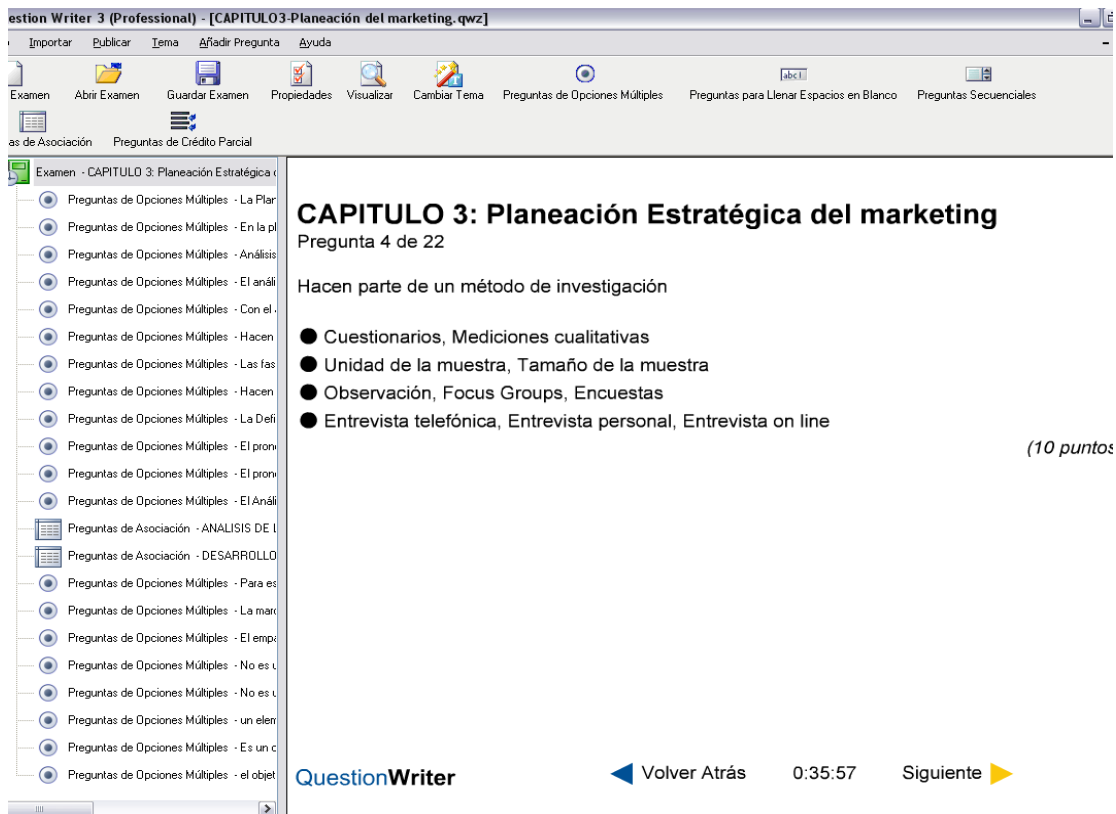 estion Writer 3 (Professional) - [CAPITULO3-Planeación del marketing.qwz]
Importar Publicar Tema Añadir Pregunta Ayuda
Examen Abrir Examen Guardar Examen Propiedades Visualizar Cambiar Tema Preguntas de Opciones Múltiples Preguntas para Llenar Espacios en Blanco Preguntas Secuenciales
as de Asociación Preguntas de Crédito Parcial
Examen - CAPITULO 3: Planeación Estratégica
Preguntas de Opciones Múltiples - La Plan
Preguntas de Opciones Múltiples - En la pl
Preguntas de Opciones Múltiples - Análisis
Preguntas de Opciones Múltiples - El análi
Preguntas de Opciones Múltiples - Con el
Preguntas de Opciones Múltiples - Hacen
Preguntas de Opciones Múltiples - Las fas
Preguntas de Opciones Múltiples - Hacen
Preguntas de Opciones Múltiples - La Defi
Preguntas de Opciones Múltiples - El pron
Preguntas de Opciones Múltiples - El pron
Preguntas de Opciones Múltiples - El Análi
Preguntas de Asociación - ANALISIS DE L
Preguntas de Asociación - DESARROLLO
Preguntas de Opciones Múltiples - Para es
Preguntas de Opciones Múltiples - La marc
Preguntas de Opciones Múltiples - El empa
Preguntas de Opciones Múltiples - No es u
Preguntas de Opciones Múltiples - No es u
Preguntas de Opciones Múltiples - un elem
Preguntas de Opciones Múltiples - Es un c
Preguntas de Opciones Múltiples - el objet
CAPITULO 3: Planeación Estratégica del marketing
Pregunta 4 de 22
Hacen parte de un método de investigación
Cuestionarios, Mediciones cualitativas
Unidad de la muestra, Tamaño de la muestra
Observación, Focus Groups, Encuestas
Entrevista telefónica, Entrevista personal, Entrevista on line
(10 puntos
QuestionWriter Volver Atrás 0:35:57 Siguiente